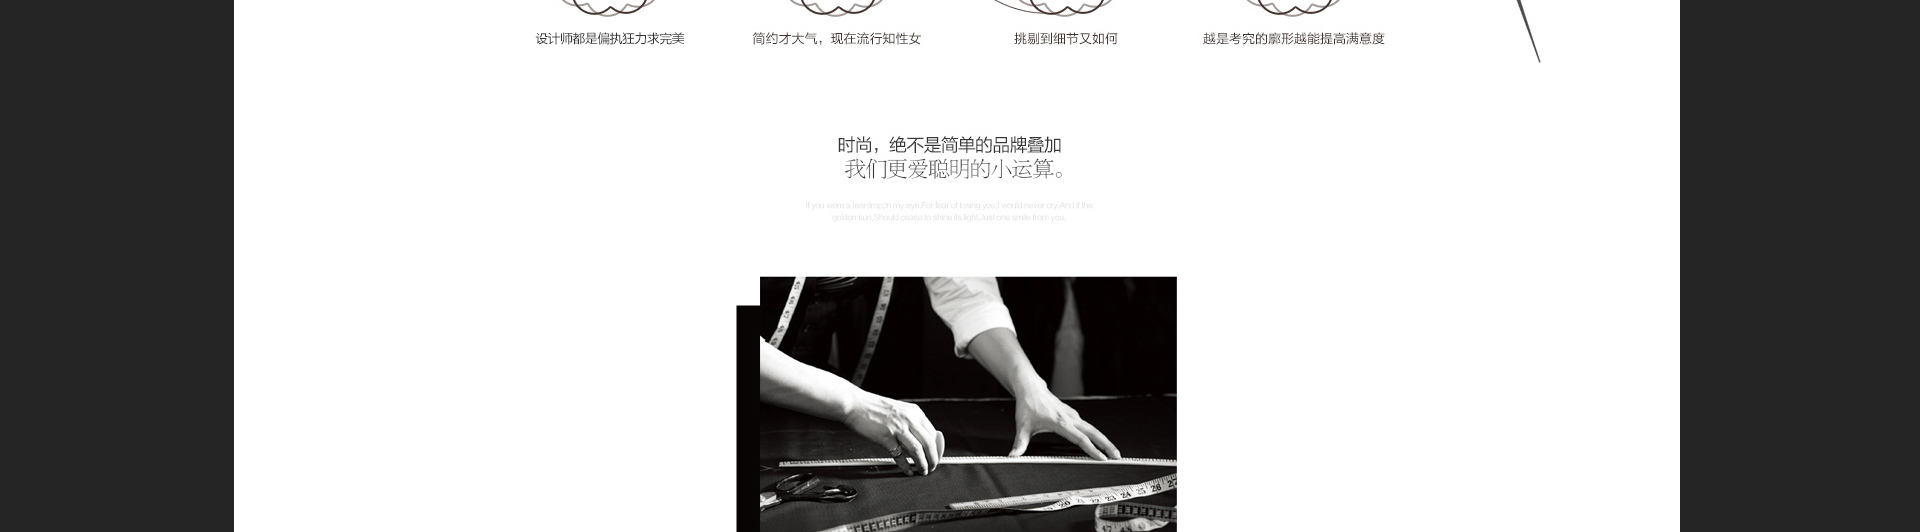 设计师都是偏执狂力求完美
简约才大气，现在流行知性女
挑剔到细节又如何
越是考究的廓形越能提高满意度
时尚，绝不是简单的品牌叠加
我们更爱聪明的小运算。
If you were a teardrop;In my eye,For fear of losing you,I would never cry.And if the
golden sun,Should cease to shine its light,Just one smile from you,